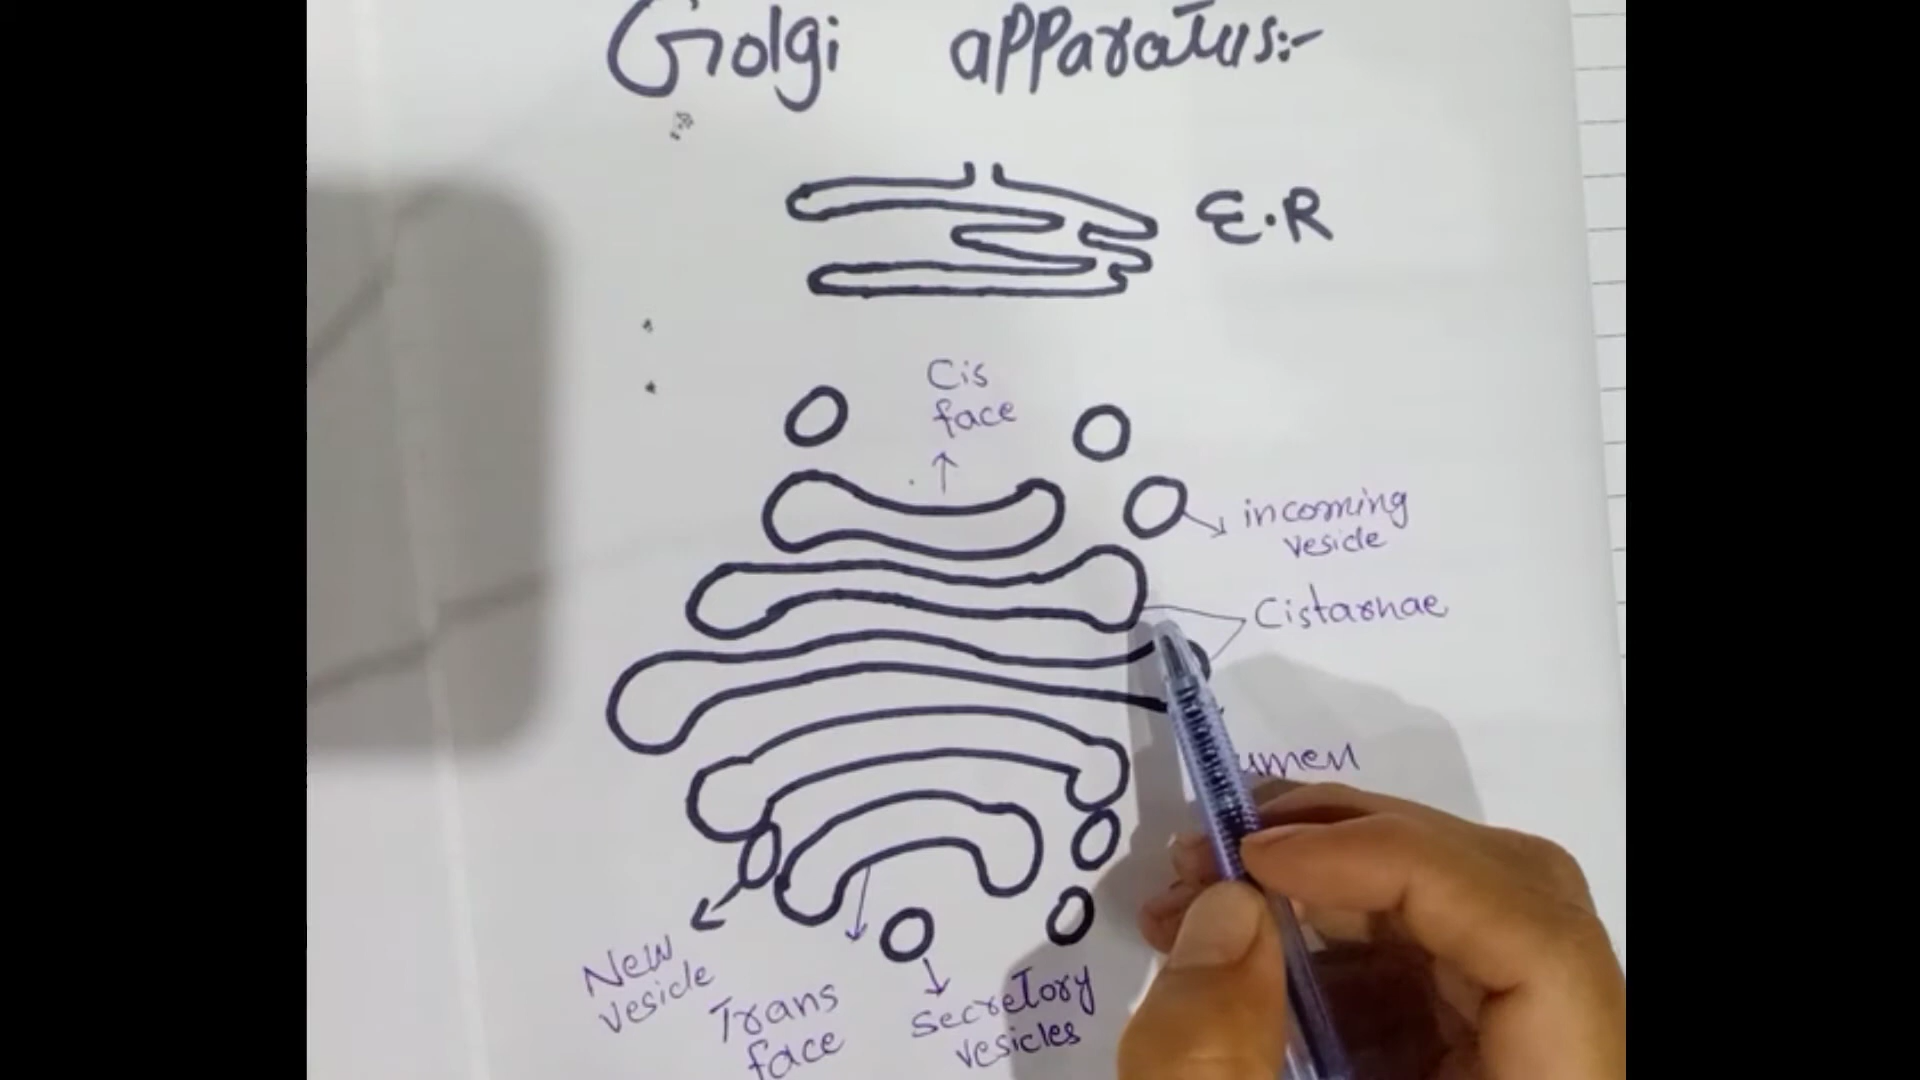 Golgi apparatus:-
E.R
Cis
face
incoming
vesicle
Cistarnae
New
vesicle
Trans
face
Secretory
vesicles